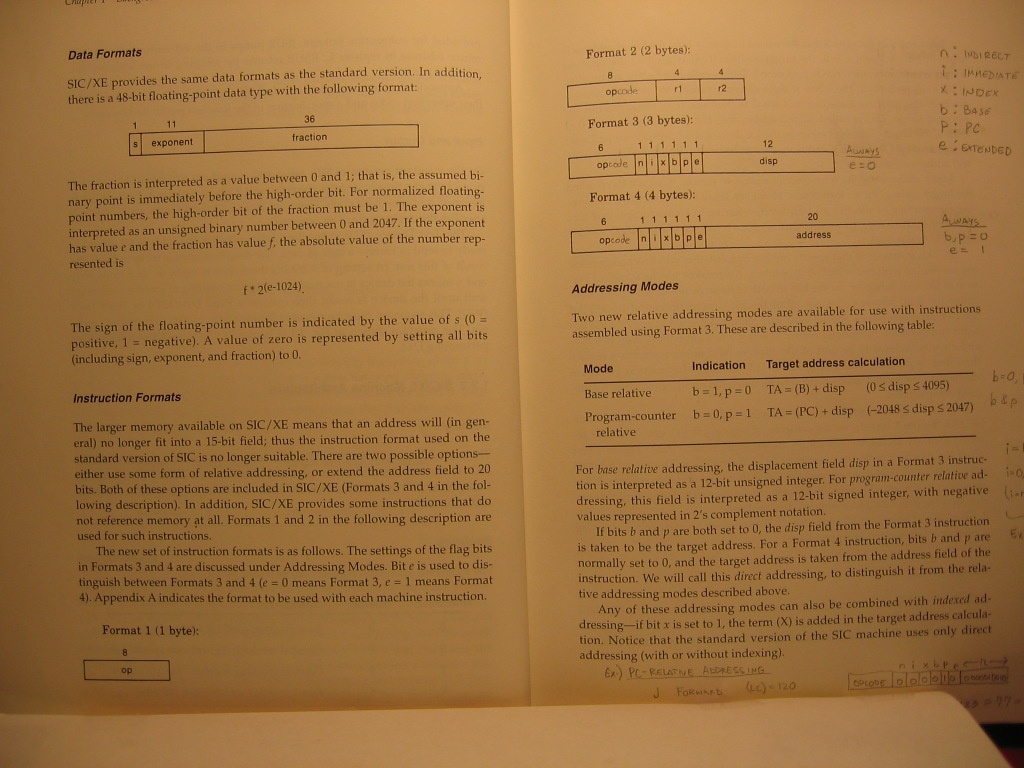 Data Formats
SIC/XE provides the same data formats as the standard version. In addition,
there is a 48-bit floating-point data type with the following format:
1 11 36
s exponent fraction
The fraction is interpreted as a value between 0 and 1; that is, the assumed bi-
nary point is immediately before the high-order bit. For normalized floating-
point numbers, the high-order bit of the fraction must be 1. The exponent is
interpreted as an unsigned binary number between 0 and 2047. If the exponent
has value e and the fraction has value f, the absolute value of the number rep-
resented is
f * 2(e-1024).
The sign of the floating-point number is indicated by the value of s (0 =
positive, 1 = negative). A value of zero is represented by setting all bits
(including sign, exponent, and fraction) to 0.
Instruction Formats
The larger memory available on SIC/XE means that an address will (in gen-
eral) no longer fit into a 15-bit field; thus the instruction format used on the
standard version of SIC is no longer suitable. There are two possible options—
either use some form of relative addressing, or extend the address field to 20
bits. Both of these options are included in SIC/XE (Formats 3 and 4 in the fol-
lowing description). In addition, SIC/XE provides some instructions that do
not reference memory at all. Formats 1 and 2 in the following description are
used for such instructions.
The new set of instruction formats is as follows. The settings of the flag bits
in Formats 3 and 4 are discussed under Addressing Modes. Bit e is used to dis-
tinguish between Formats 3 and 4 (e = 0 means Format 3, e = 1 means Format
4). Appendix A indicates the format to be used with each machine instruction.
Format 1 (1 byte):
8
op
Format 2 (2 bytes):
8 4 4
opcode r1 r2
Format 3 (3 bytes):
6 1 1 1 1 1 1 12
opcode n i x b p e disp
ALWAYS
e=0
Format 4 (4 bytes):
6 1 1 1 1 1 1 20
opcode n i x b p e address
ALWAYS
b,p=0
e= 1
n: INDIRECT
i: IMMEDIATE
x: INDEX
b: BASE
P: PC
e: EXTENDED
Addressing Modes
Two new relative addressing modes are available for use with instructions
assembled using Format 3. These are described in the following table:
Mode Indication Target address calculation
Base relative b = 1, p = 0 TA = (B) + disp (0 ≤ disp ≤ 4095)
Program-counter b = 0, p = 1 TA = (PC) + disp (–2048 ≤ disp ≤ 2047)
relative
b=0,
b & p
For base relative addressing, the displacement field disp in a Format 3 instruc-
tion is interpreted as a 12-bit unsigned integer. For program-counter relative ad-
dressing, this field is interpreted as a 12-bit signed integer, with negative
values represented in 2's complement notation.
If bits b and p are both set to 0, the disp field from the Format 3 instruction
is taken to be the target address. For a Format 4 instruction, bits b and p are
normally set to 0, and the target address is taken from the address field of the
instruction. We will call this direct addressing, to distinguish it from the rela-
tive addressing modes described above.
Any of these addressing modes can also be combined with indexed ad-
dressing—if bit x is set to 1, the term (X) is added in the target address calcula-
tion. Notice that the standard version of the SIC machine uses only direct
addressing (with or without indexing).
Ex.) PC-RELATIVE ADDRESSING
J FORWARD (LC)=120
n i x b p e
OPCODE 0 0 0 0 1 0